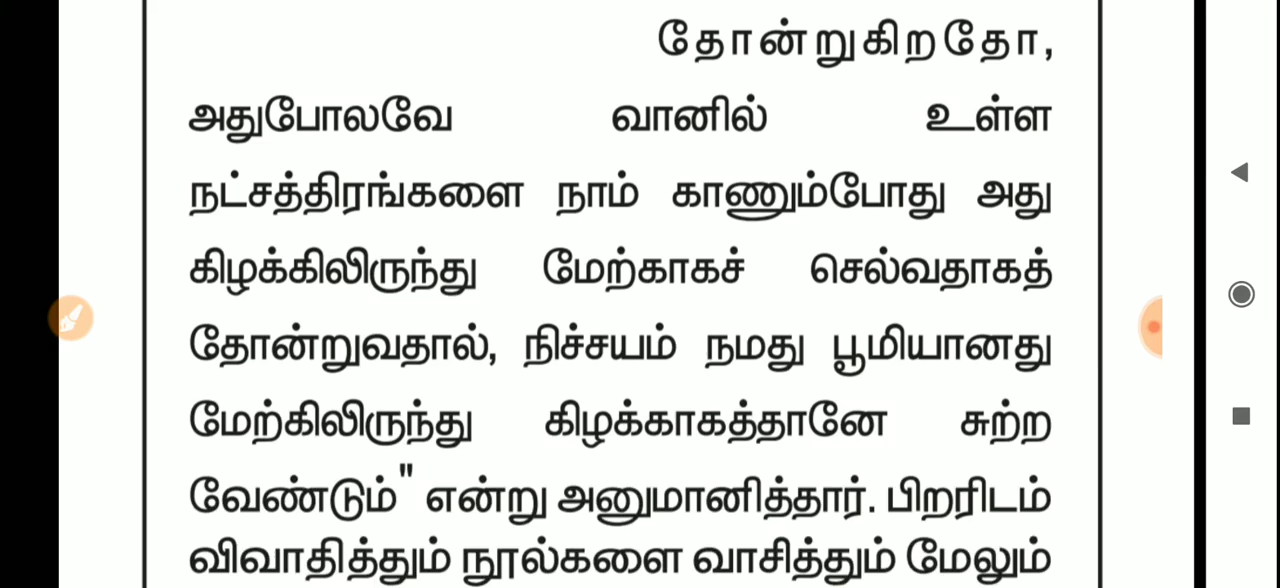 தோன்றுகிறதோ,
அதுபோலவே வானில் உள்ள
நட்சத்திரங்களை நாம் காணும்போது அது
கிழக்கிலிருந்து மேற்காகச் செல்வதாகத்
தோன்றுவதால், நிச்சயம் நமது பூமியானது
மேற்கிலிருந்து கிழக்காகத்தானே சுற்ற
வேண்டும்" என்று அனுமானித்தார். பிறரிடம்
விவாதித்தும் நூல்களை வாசித்தும் மேலும்